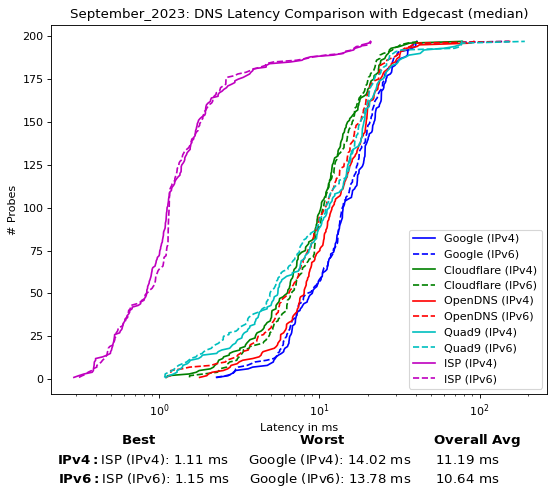 September_2023: DNS Latency Comparison with Edgecast (median)
200
175
150
125
100
75
50
25
0
# Probes
Google (IPv4)
Google (IPv6)
Cloudflare (IPv4)
Cloudflare (IPv6)
OpenDNS (IPv4)
OpenDNS (IPv6)
Quad9 (IPv4)
Quad9 (IPv6)
ISP (IPv4)
ISP (IPv6)
10⁰ 10¹ 10²
Latency in ms
Best Worst Overall Avg
IPv4: ISP (IPv4): 1.11 ms Google (IPv4): 14.02 ms 11.19 ms
IPv6: ISP (IPv6): 1.15 ms Google (IPv6): 13.78 ms 10.64 ms